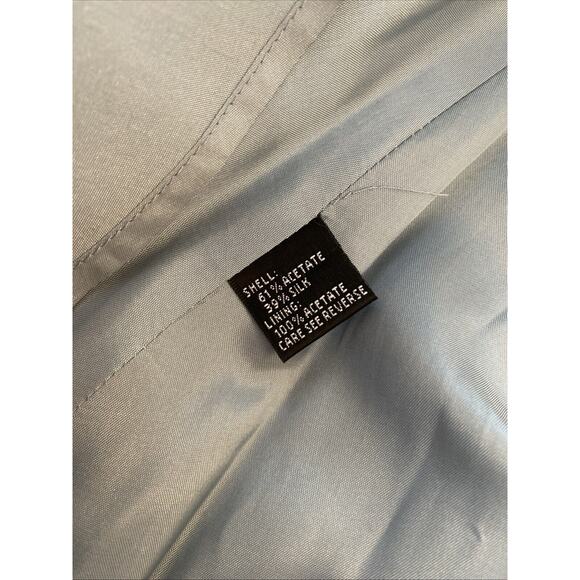 SHELL:
61% ACETATE
39% SILK
LINING:
100% ACETATE
CARE SEE REVERSE